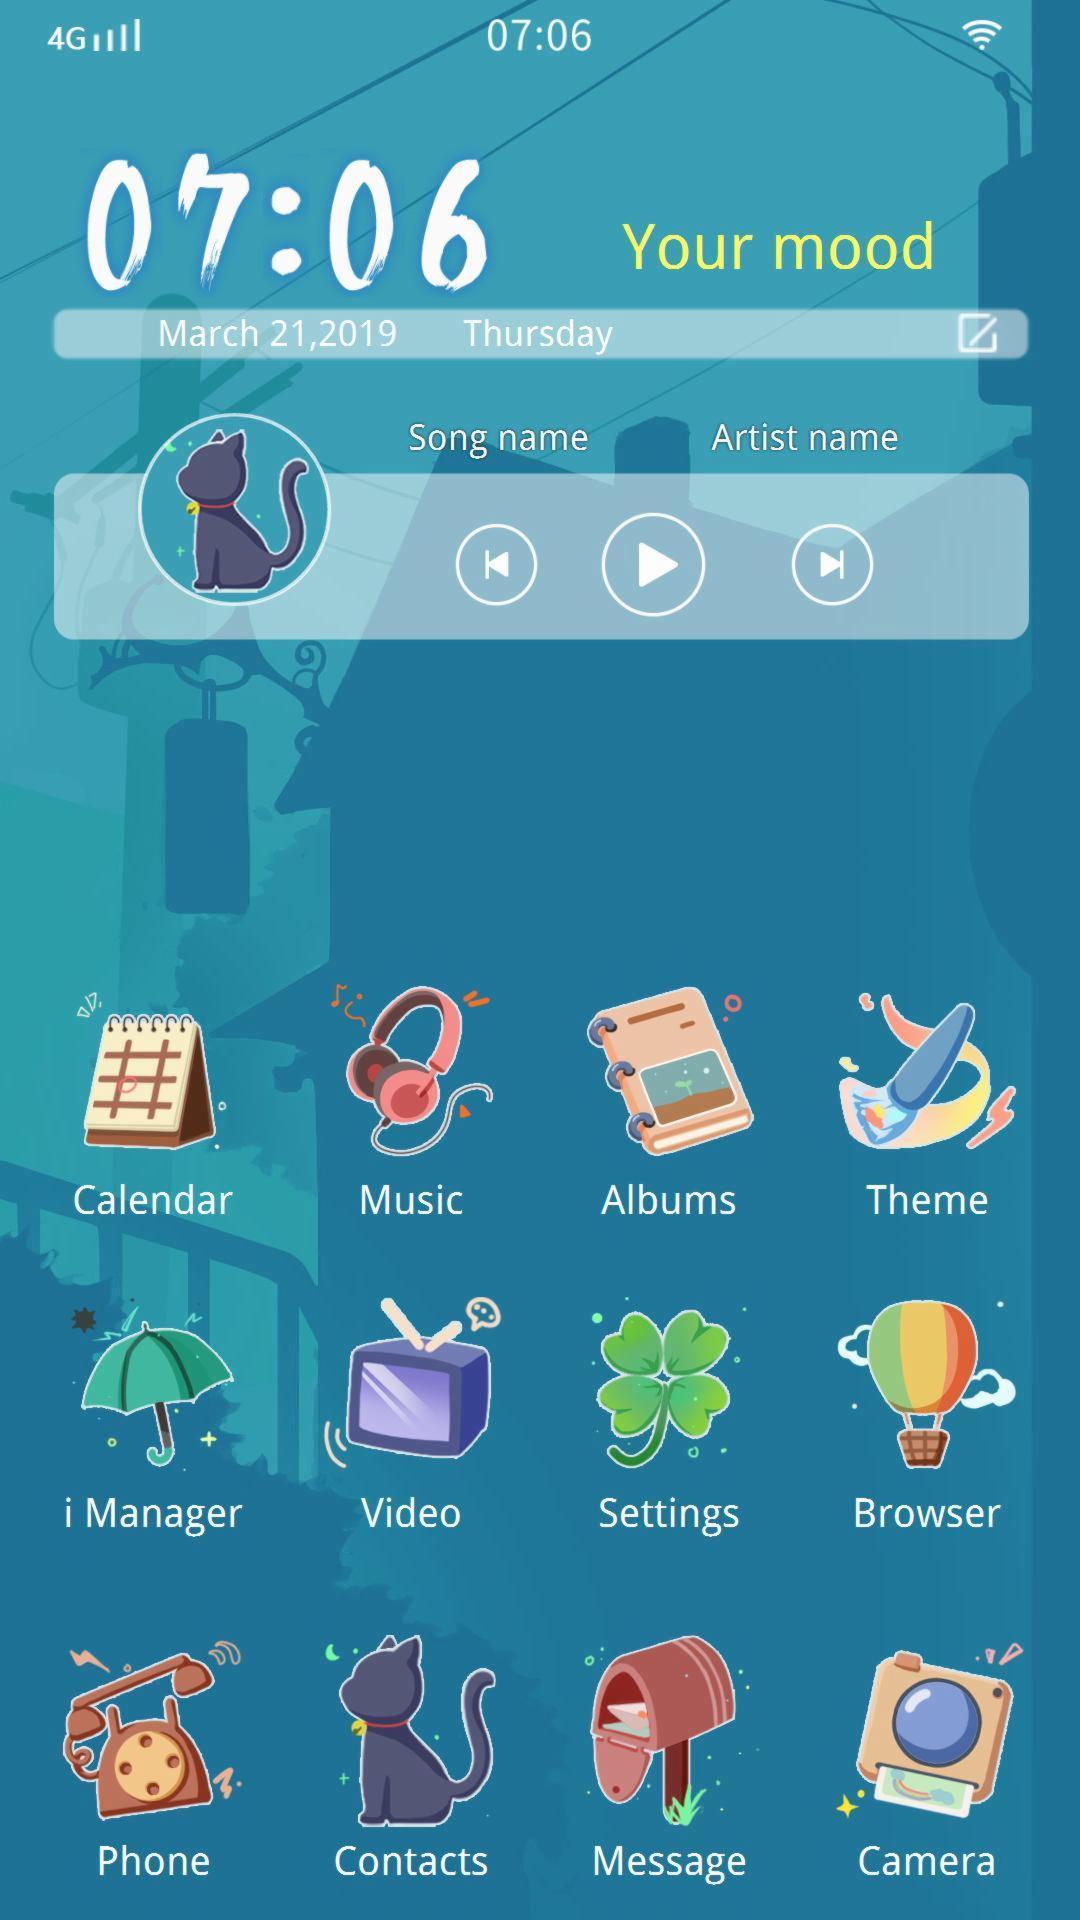 4G 07:06
07:06
Your mood
March 21,2019 Thursday
Song name Artist name
Calendar Music Albums Theme
i Manager Video Settings Browser
Phone Contacts Message Camera